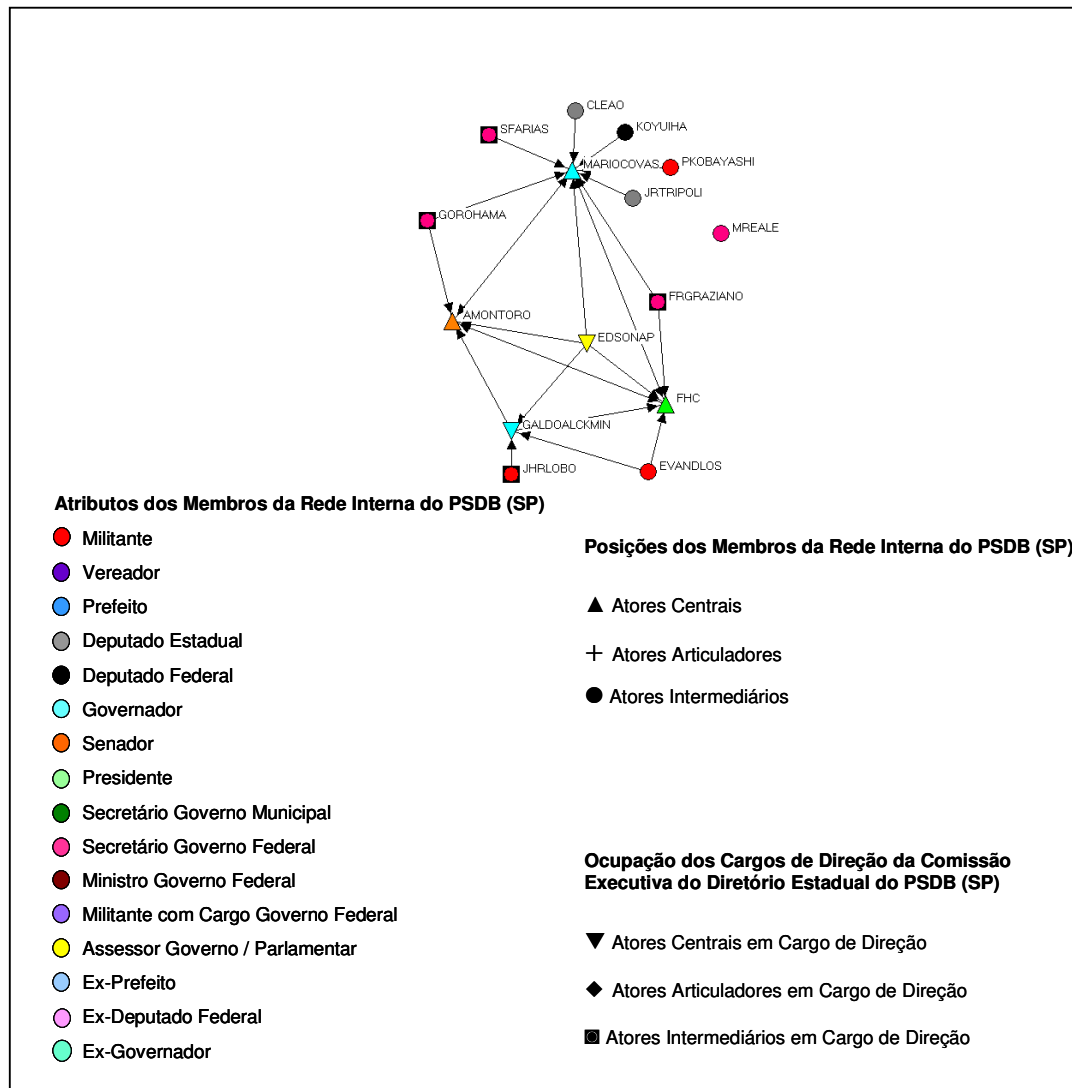 CLEAO
SFARIAS
KOYUIHA
MARIOCOVAS
PKOBAYASHI
JRTRIPOLI
GOROHAMA
MREALE
FRGRAZIANO
AMONTORO
EDSONAP
FHC
GALDOALCKMIN
JHRLOBO
EVANDLOS
Atributos dos Membros da Rede Interna do PSDB (SP)
Militante
Vereador
Prefeito
Deputado Estadual
Deputado Federal
Governador
Senador
Presidente
Secretário Governo Municipal
Secretário Governo Federal
Ministro Governo Federal
Militante com Cargo Governo Federal
Assessor Governo / Parlamentar
Ex-Prefeito
Ex-Deputado Federal
Ex-Governador
Posições dos Membros da Rede Interna do PSDB (SP)
Atores Centrais
Atores Articuladores
Atores Intermediários
Ocupação dos Cargos de Direção da Comissão
Executiva do Diretório Estadual do PSDB (SP)
Atores Centrais em Cargo de Direção
Atores Articuladores em Cargo de Direção
Atores Intermediários em Cargo de Direção